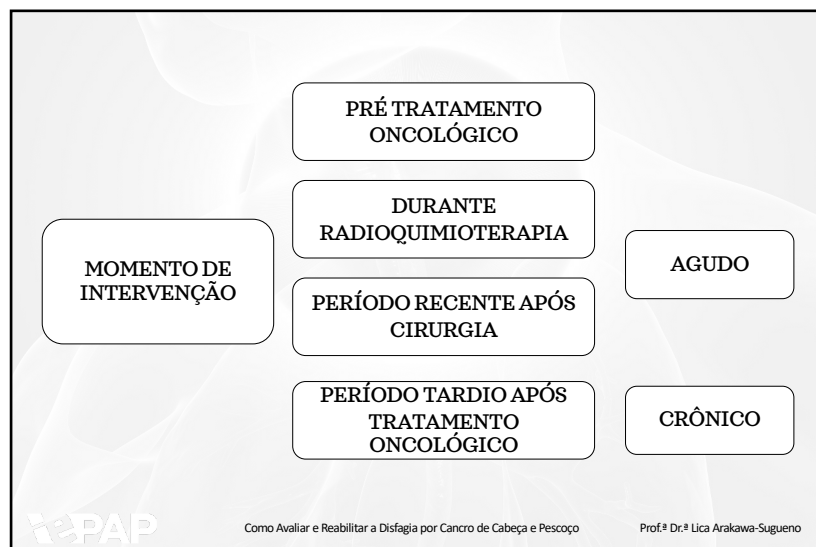 PRÉ TRATAMENTO
ONCOLÓGICO
DURANTE
RADIOQUIMIOTERAPIA
MOMENTO DE
INTERVENÇÃO
AGUDO
PERÍODO RECENTE APÓS
CIRURGIA
PERÍODO TARDIO APÓS
TRATAMENTO
ONCOLÓGICO
CRÔNICO
EPAP
Como Avaliar e Reabilitar a Disfagia por Cancro de Cabeça e Pescoço
Prof.ª Dr.ª Lica Arakawa-Sugueno